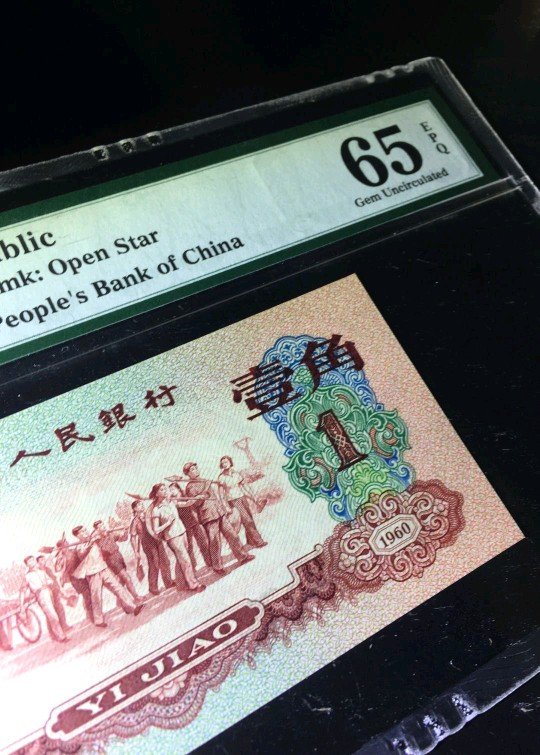 65
EPQ
Gem Uncirculated
blic
mk: Open Star
People's Bank of China
人民銀行
壹角
1
1960
YI JIAO